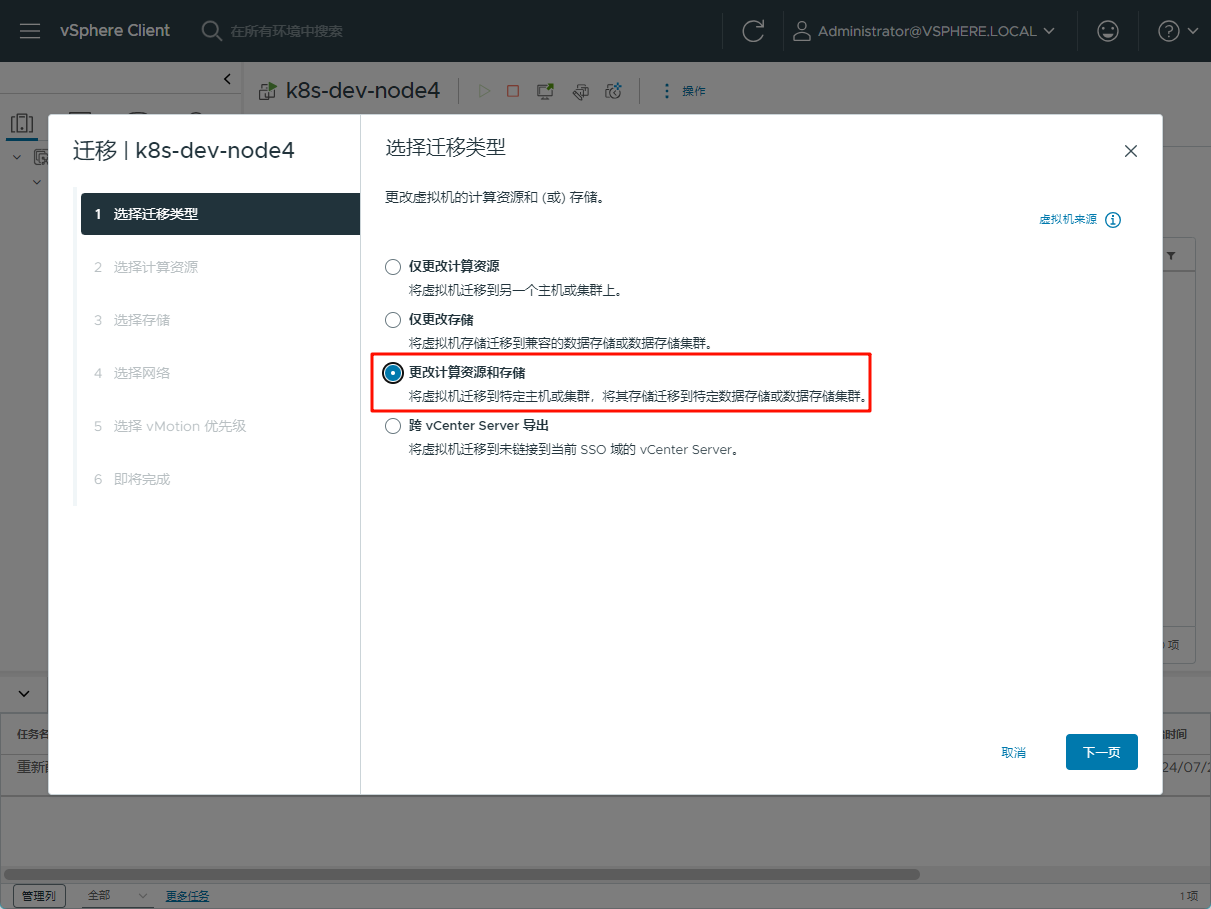 vSphere Client
在所有环境中搜索
Administrator@VSPHERE.LOCAL
k8s-dev-node4
操作
迁移 | k8s-dev-node4
1 选择迁移类型
2 选择计算资源
3 选择存储
4 选择网络
5 选择 vMotion 优先级
6 即将完成
选择迁移类型
更改虚拟机的计算资源和 (或) 存储。
虚拟机来源
仅更改计算资源
将虚拟机迁移到另一个主机或集群上。
仅更改存储
将虚拟机存储迁移到兼容的数据存储或数据存储集群。
更改计算资源和存储
将虚拟机迁移到特定主机或集群，将其存储迁移到特定数据存储或数据存储集群。
跨 vCenter Server 导出
将虚拟机迁移到未链接到当前 SSO 域的 vCenter Server。
项
取消
下一页
任务名
时间
重新
24/07/2
管理列
全部
更多任务
1 项